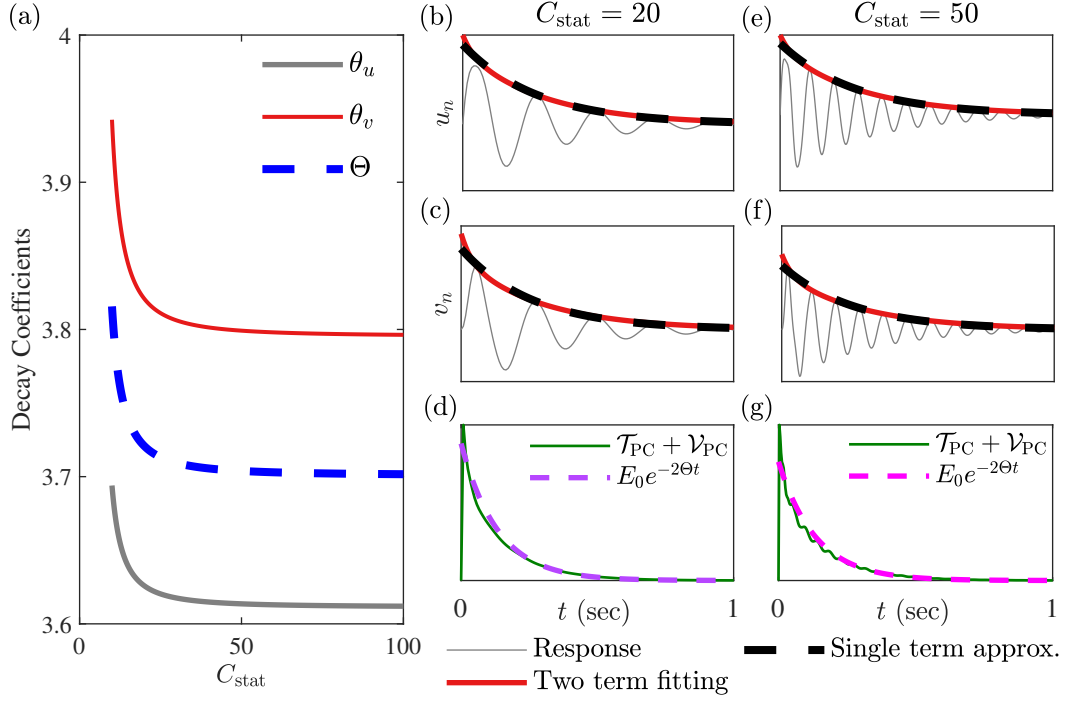 (a)
4
3.9
3.8
3.7
3.6
Decay Coefficients
0
50
100
C_stat
θ_u
θ_v
Θ
(b)
C_stat = 20
u_n
(c)
v_n
(d)
𝒯_PC + 𝒱_PC
E_0e^{-2Θt}
0
t (sec)
1
(e)
C_stat = 50
(f)
(g)
𝒯_PC + 𝒱_PC
E_0e^{-2Θt}
0
t (sec)
1
Response
Two term fitting
Single term approx.